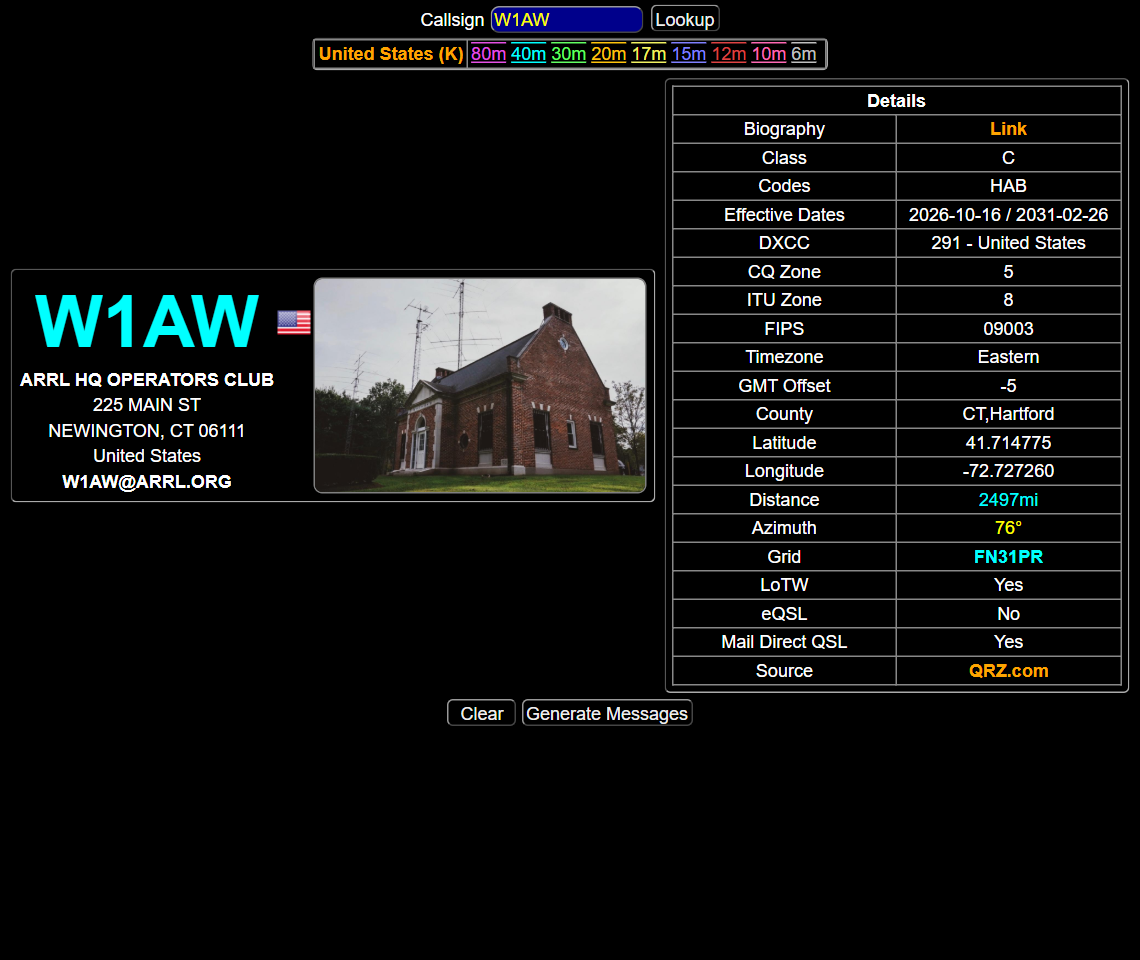 Callsign W1AW Lookup
United States (K) 80m 40m 30m 20m 17m 15m 12m 10m 6m
W1AW
ARRL HQ OPERATORS CLUB
225 MAIN ST
NEWINGTON, CT 06111
United States
W1AW@ARRL.ORG
Details
Biography Link
Class C
Codes HAB
Effective Dates 2026-10-16 / 2031-02-26
DXCC 291 - United States
CQ Zone 5
ITU Zone 8
FIPS 09003
Timezone Eastern
GMT Offset -5
County CT,Hartford
Latitude 41.714775
Longitude -72.727260
Distance 2497mi
Azimuth 76°
Grid FN31PR
LoTW Yes
eQSL No
Mail Direct QSL Yes
Source QRZ.com
Clear Generate Messages